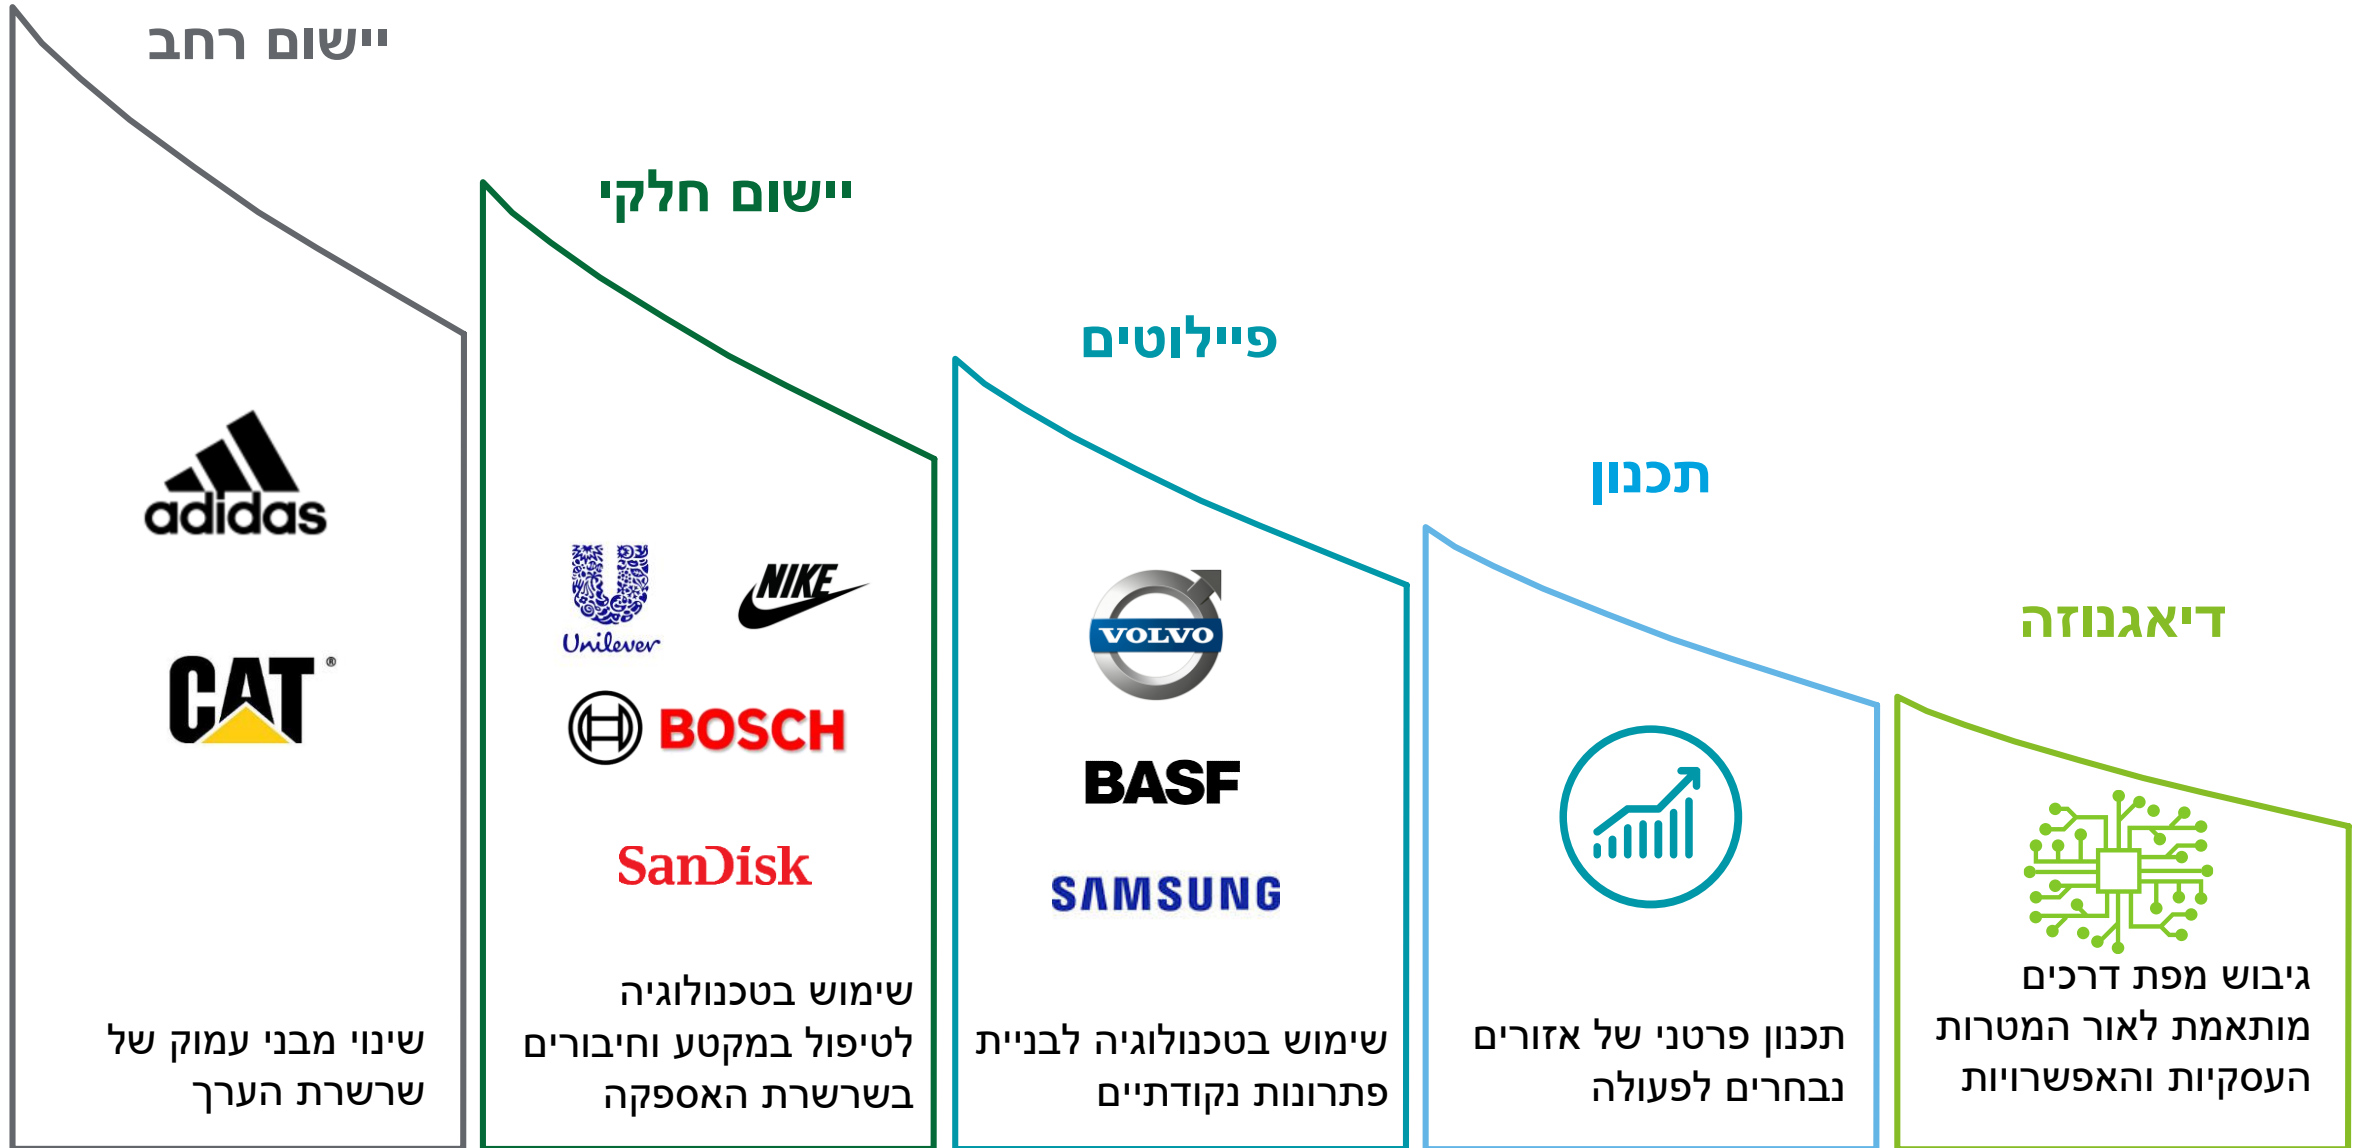 דיאגנוזה
גיבוש מפת דרכים
מותאמת לאור המטרות
העסקיות והאפשרויות
תכנון
תכנון פרטני של אזורים
נבחרים לפעולה
פיילוטים
VOLVO
BASF
SAMSUNG
שימוש בטכנולוגיה לבניית
פתרונות נקודתיים
יישום חלקי
NIKE
Unilever
BOSCH
SanDisk
שימוש בטכנולוגיה
לטיפול במקטע וחיבורים
בשרשרת האספקה
יישום רחב
adidas
CAT®
שינוי מבני עמוק של
שרשרת הערך